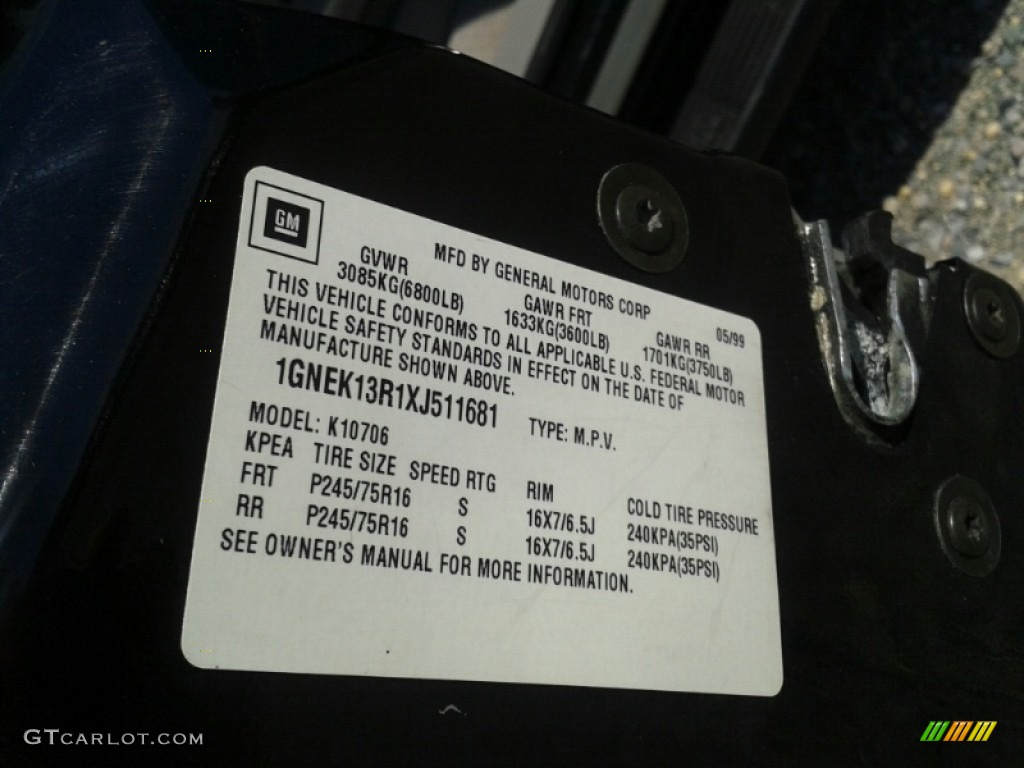 GM
MFD BY GENERAL MOTORS CORP 05/99
GVWR GAWR FRT GAWR RR
3085KG(6800LB) 1633KG(3600LB) 1701KG(3750LB)
THIS VEHICLE CONFORMS TO ALL APPLICABLE U.S. FEDERAL MOTOR
VEHICLE SAFETY STANDARDS IN EFFECT ON THE DATE OF
MANUFACTURE SHOWN ABOVE.
1GNEK13R1XJ511681 TYPE: M.P.V.
MODEL: K10706
KPEA TIRE SIZE SPEED RTG RIM COLD TIRE PRESSURE
FRT P245/75R16 S 16X7/6.5J 240KPA(35PSI)
RR P245/75R16 S 16X7/6.5J 240KPA(35PSI)
SEE OWNER'S MANUAL FOR MORE INFORMATION.
GTCARLOT.COM